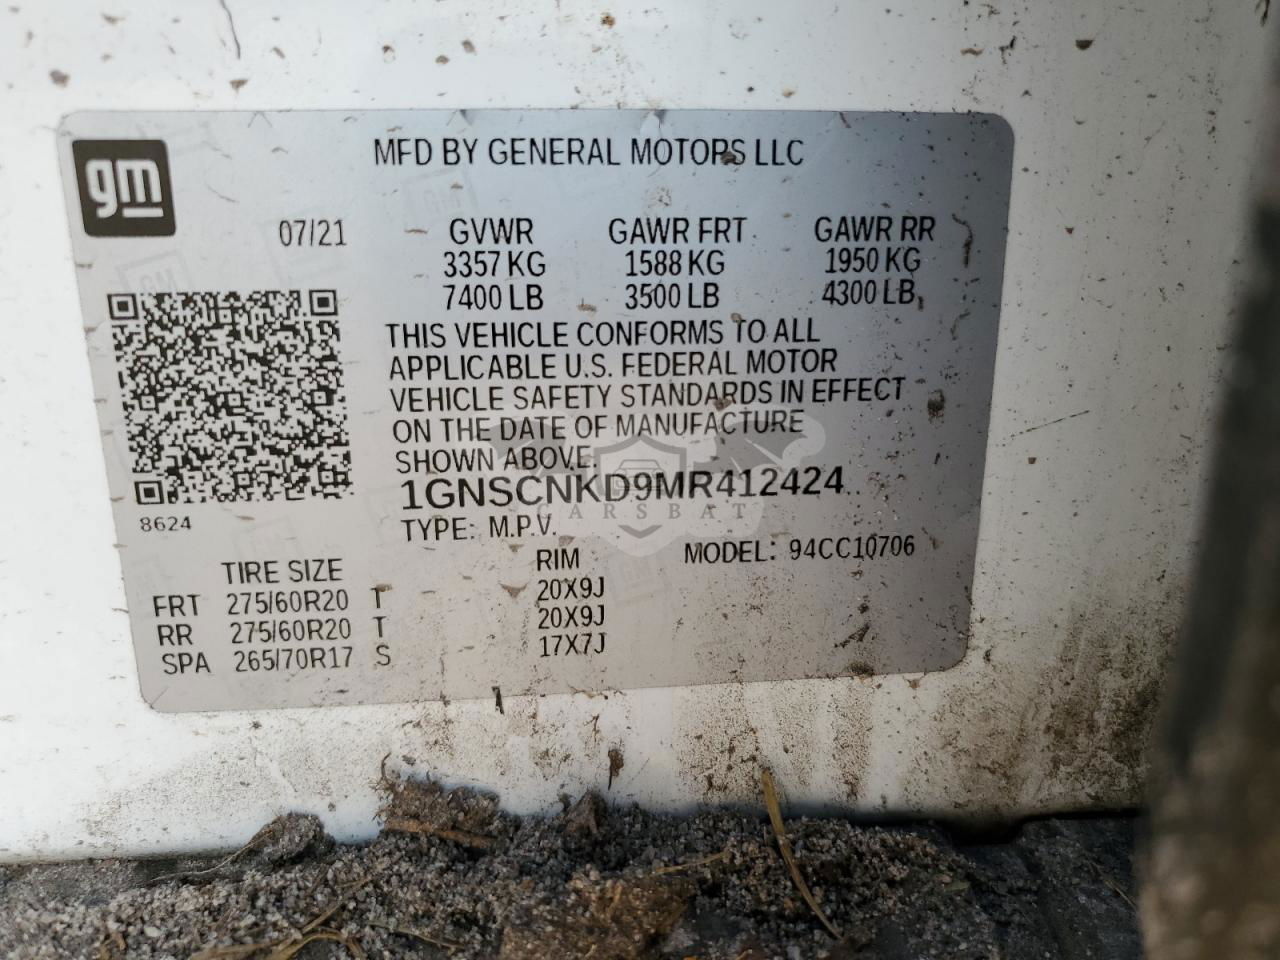 gm
MFD BY GENERAL MOTORS LLC
07/21 GVWR GAWR FRT GAWR RR
3357 KG 1588 KG 1950 KG
7400 LB 3500 LB 4300 LB
THIS VEHICLE CONFORMS TO ALL
APPLICABLE U.S. FEDERAL MOTOR
VEHICLE SAFETY STANDARDS IN EFFECT
ON THE DATE OF MANUFACTURE
SHOWN ABOVE.
1GNSCNKD9MR412424
CARSBAT
8624
TYPE: M.P.V.
MODEL: 94CC10706
TIRE SIZE RIM
FRT 275/60R20 T 20X9J
RR 275/60R20 T 20X9J
SPA 265/70R17 S 17X7J